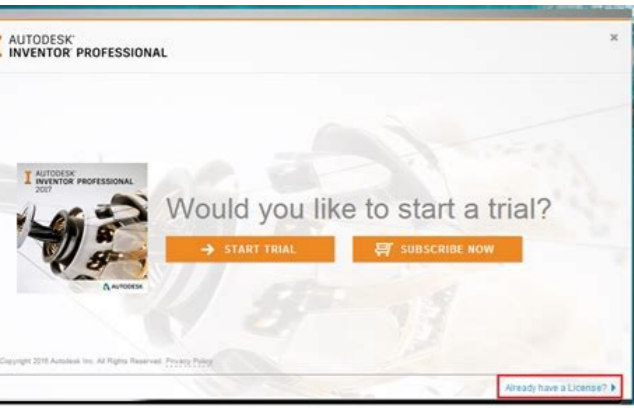 AUTODESK®
INVENTOR® PROFESSIONAL
AUTODESK®
INVENTOR® PROFESSIONAL
2017
AUTODESK
Would you like to start a trial?
START TRIAL
SUBSCRIBE NOW
Copyright 2016 Autodesk Inc. All Rights Reserved. Privacy Policy
Already have a License?